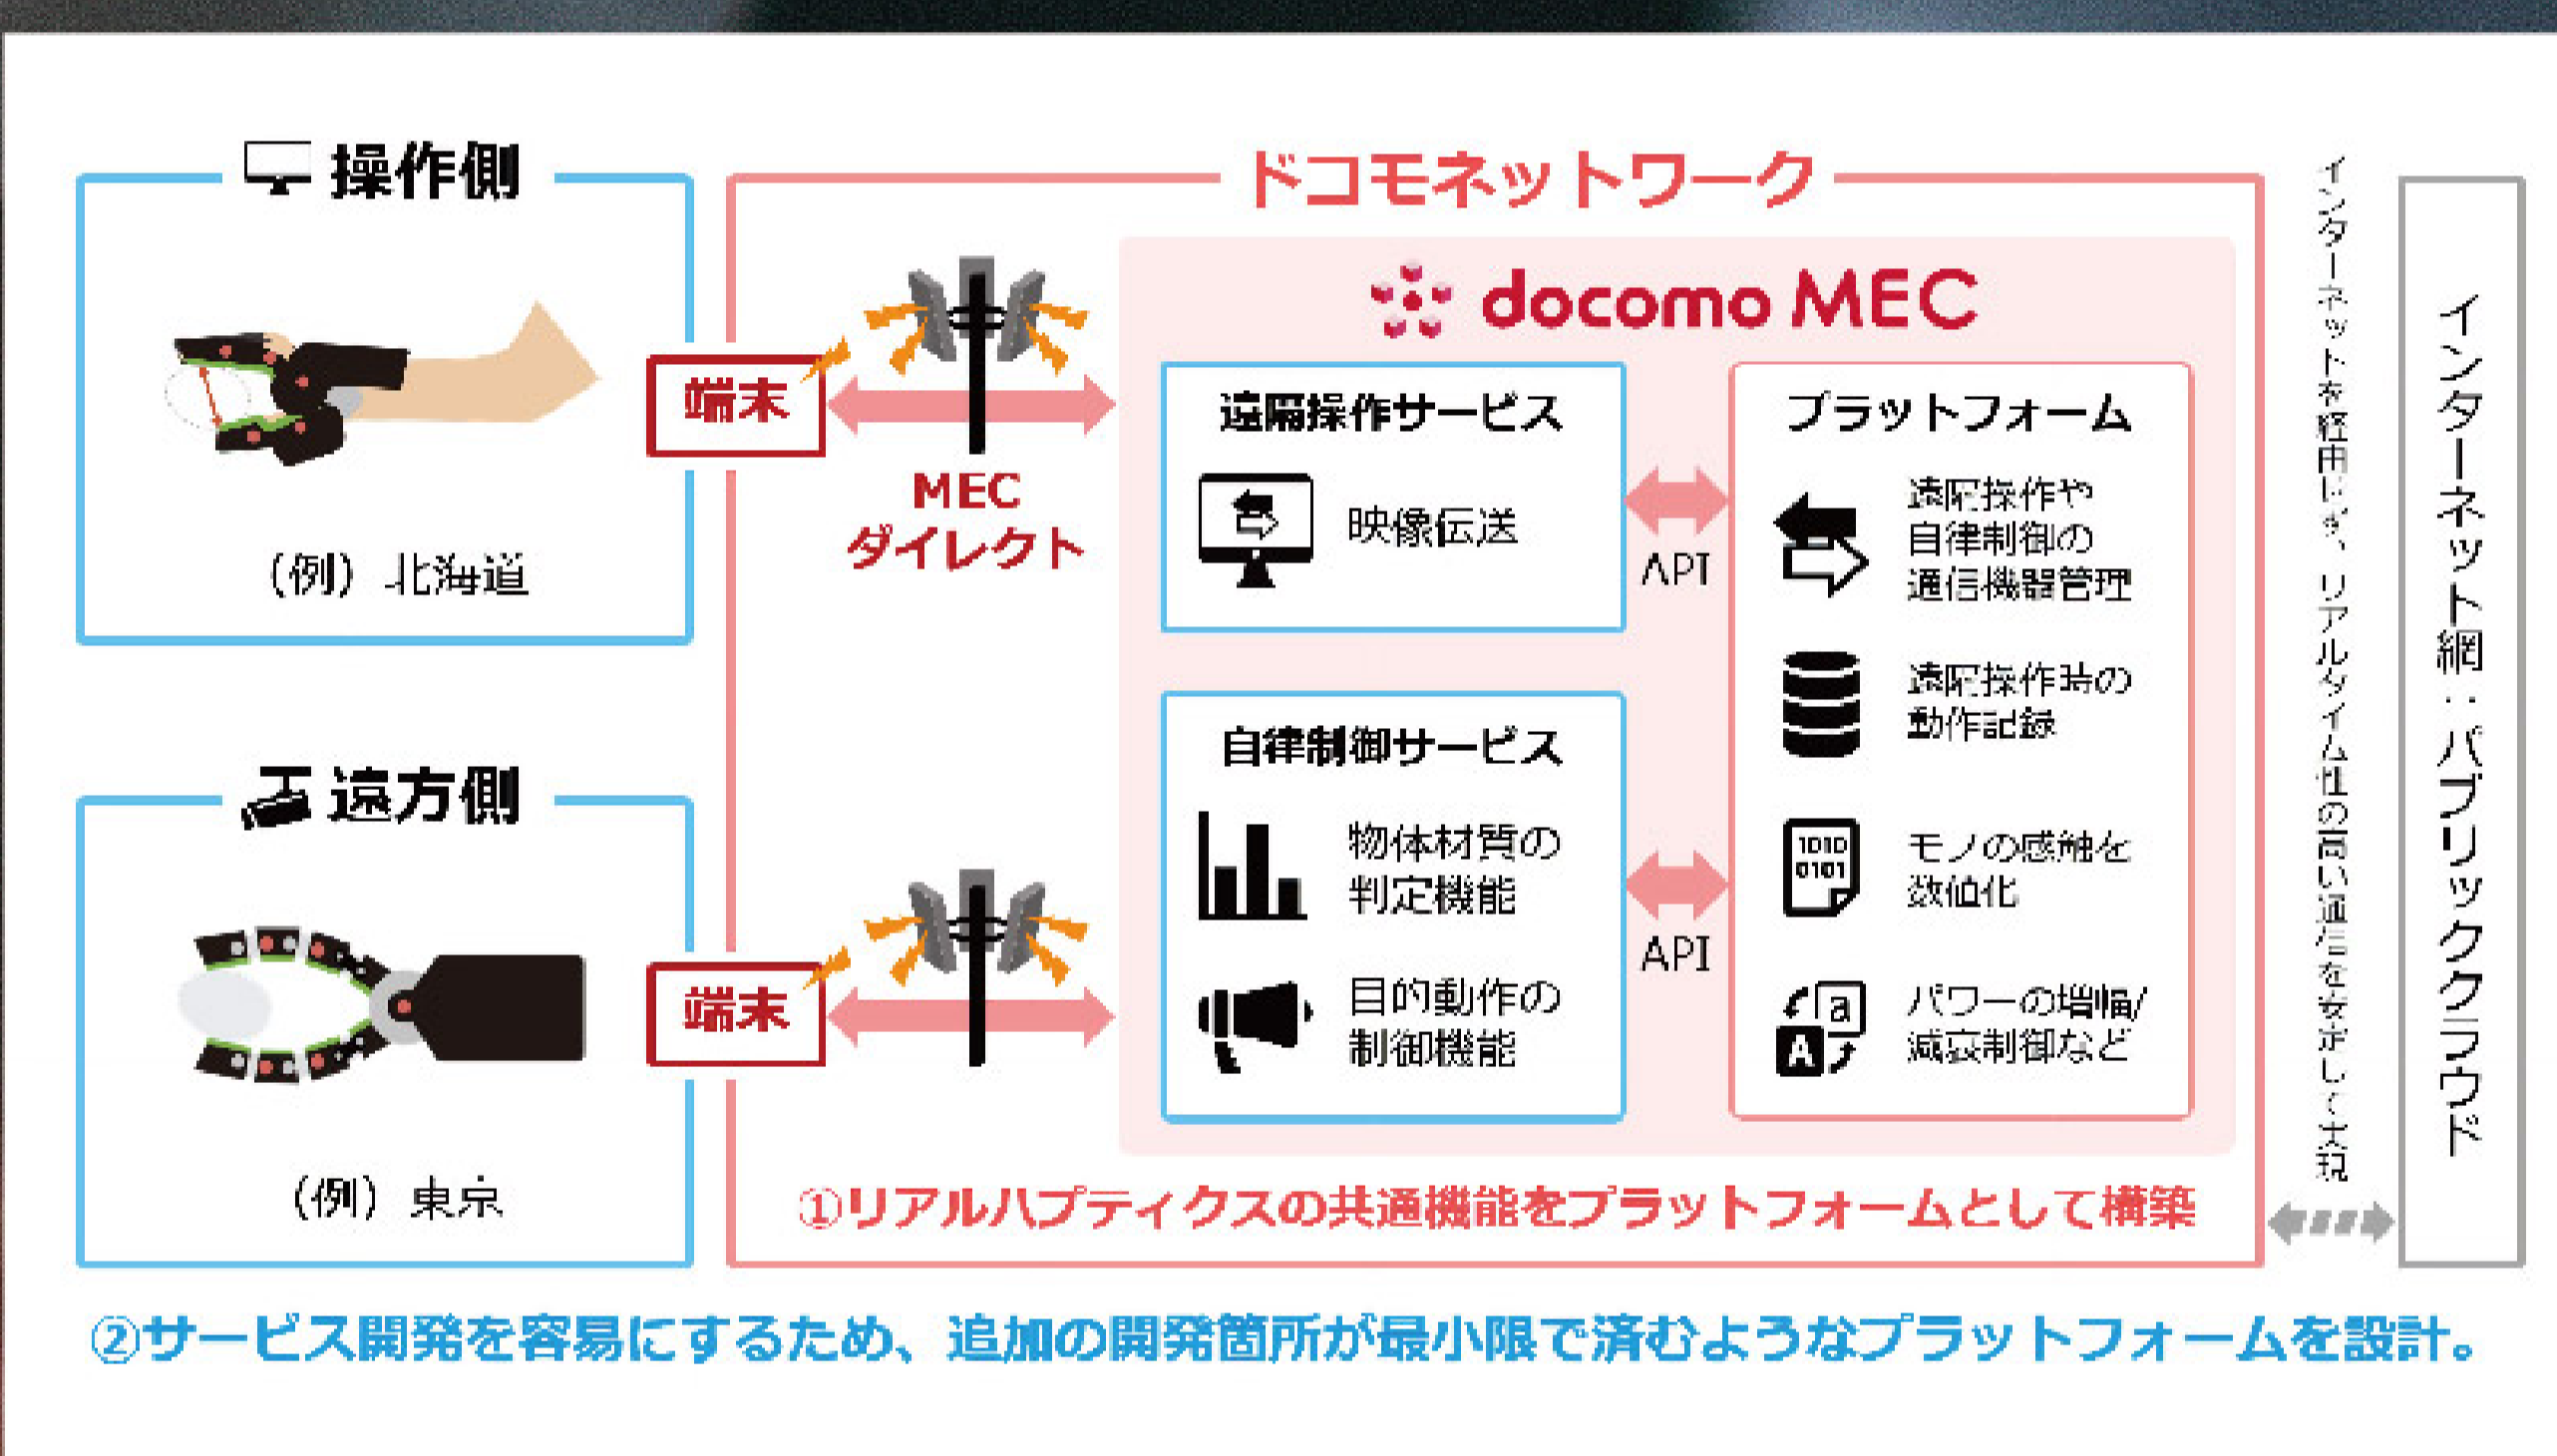 操作側
(例) 北海道
遠方側
(例) 東京
ドコモネットワーク
端末
MEC
ダイレクト
端末
docomo MEC
遠隔操作サービス
映像伝送
API
自律制御サービス
物体材質の
判定機能
目的動作の
制御機能
API
プラットフォーム
遠隔操作や
自律制御の
通信機器管理
遠隔操作時の
動作記録
1010
0101
モノの感触を
数値化
a
A
パワーの増幅/
減衰制御など
①リアルハプティクスの共通機能をプラットフォームとして構築
インターネットを経由せず、リアルタイム性の高い通信を安定して実現
インターネット網：パブリッククラウド
②サービス開発を容易にするため、追加の開発箇所が最小限で済むようなプラットフォームを設計。